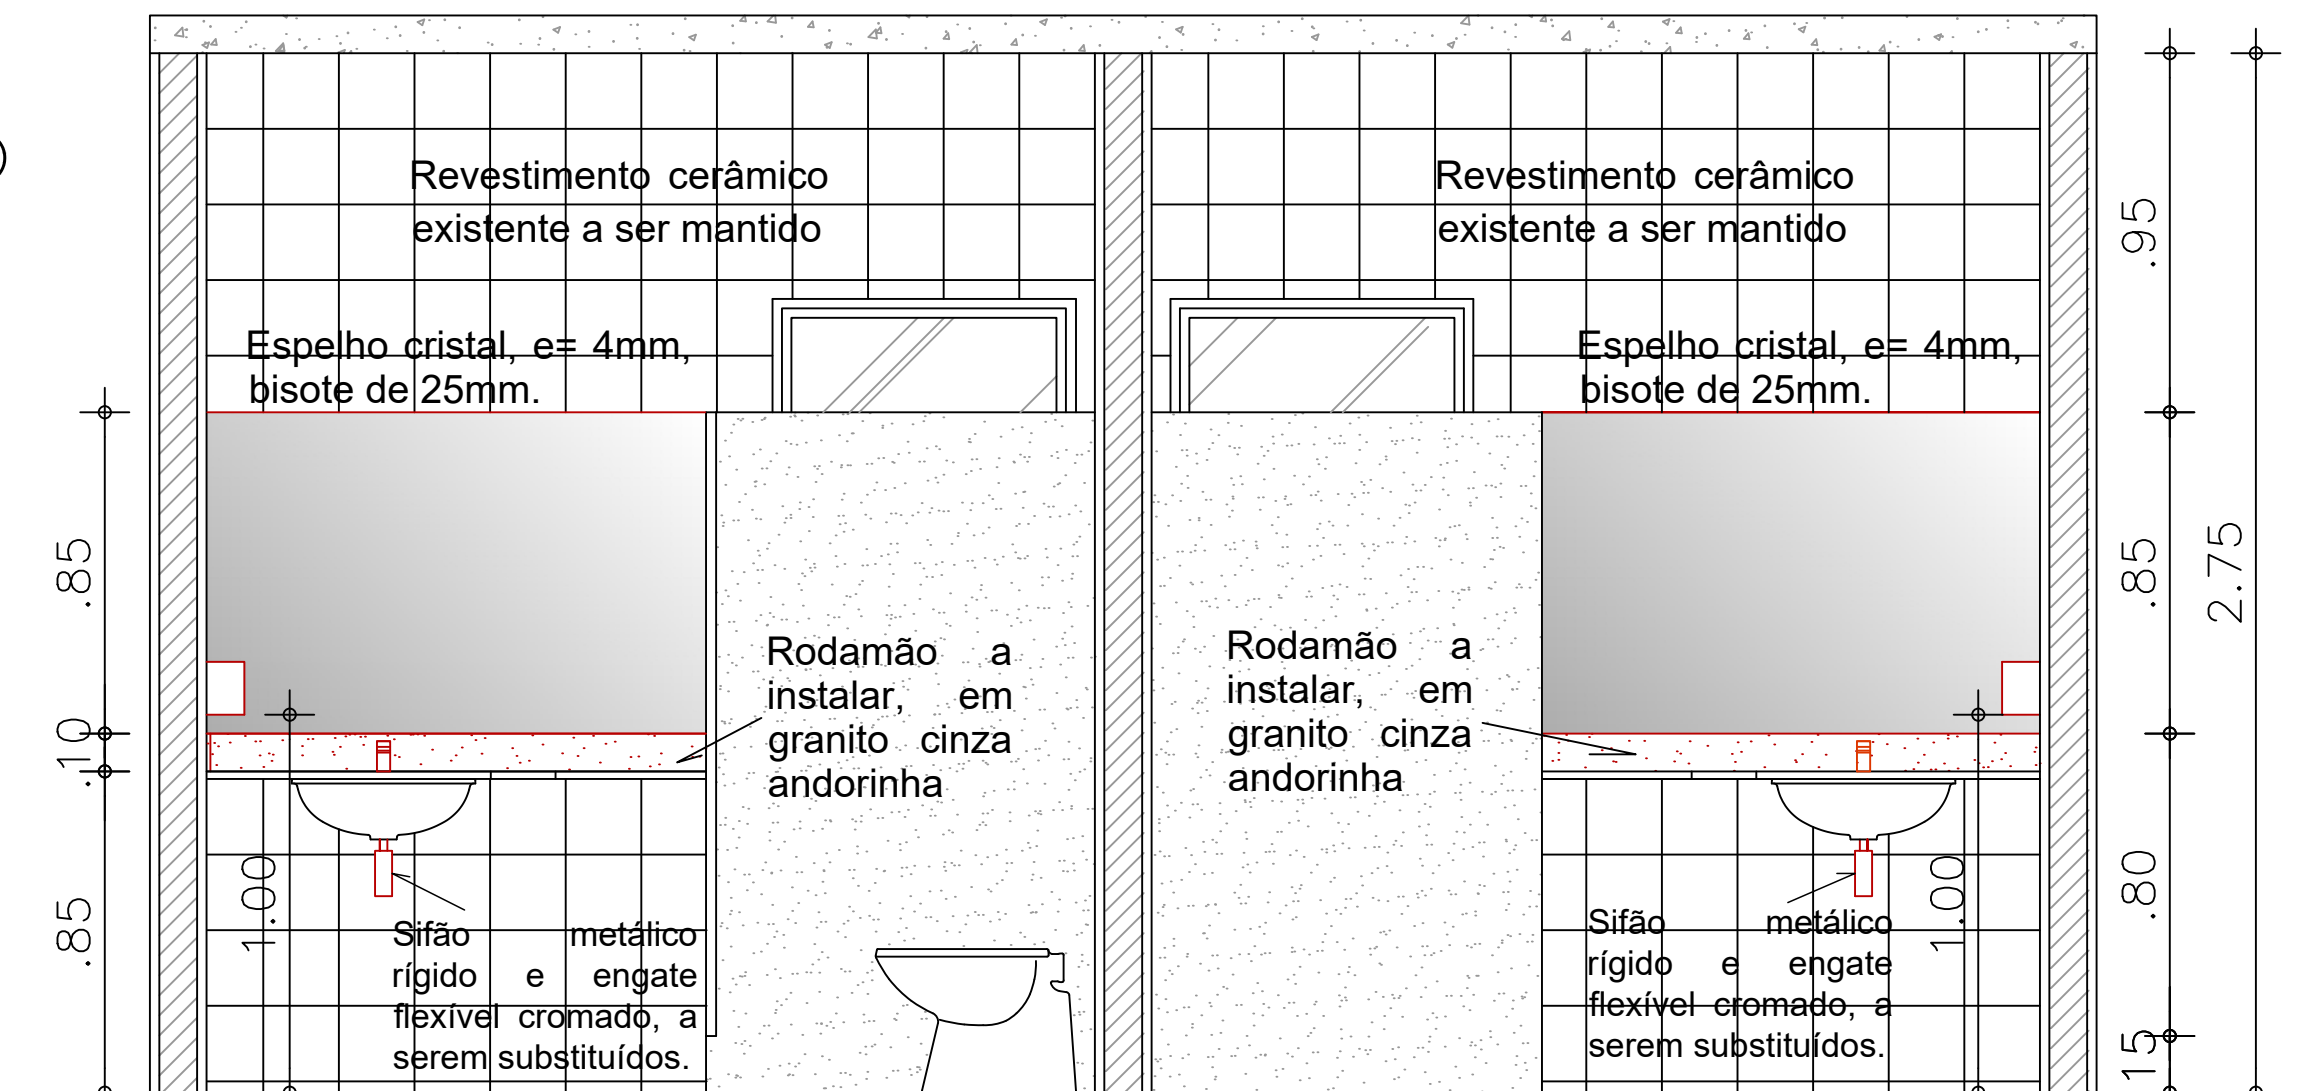 Revestimento cerâmico
existente a ser mantido
Revestimento cerâmico
existente a ser mantido
Espelho cristal, e= 4mm,
bisote de 25mm.
Espelho cristal, e= 4mm,
bisote de 25mm.
Rodamão a
instalar, em
granito cinza
andorinha
Rodamão a
instalar, em
granito cinza
andorinha
Sifão metálico
rígido e engate
flexível cromado, a
serem substituídos.
Sifão metálico
rígido e engate
flexível cromado, a
serem substituídos.
.85
.10
.85
1.00
1.00
.95
.85
.80
15
2.75